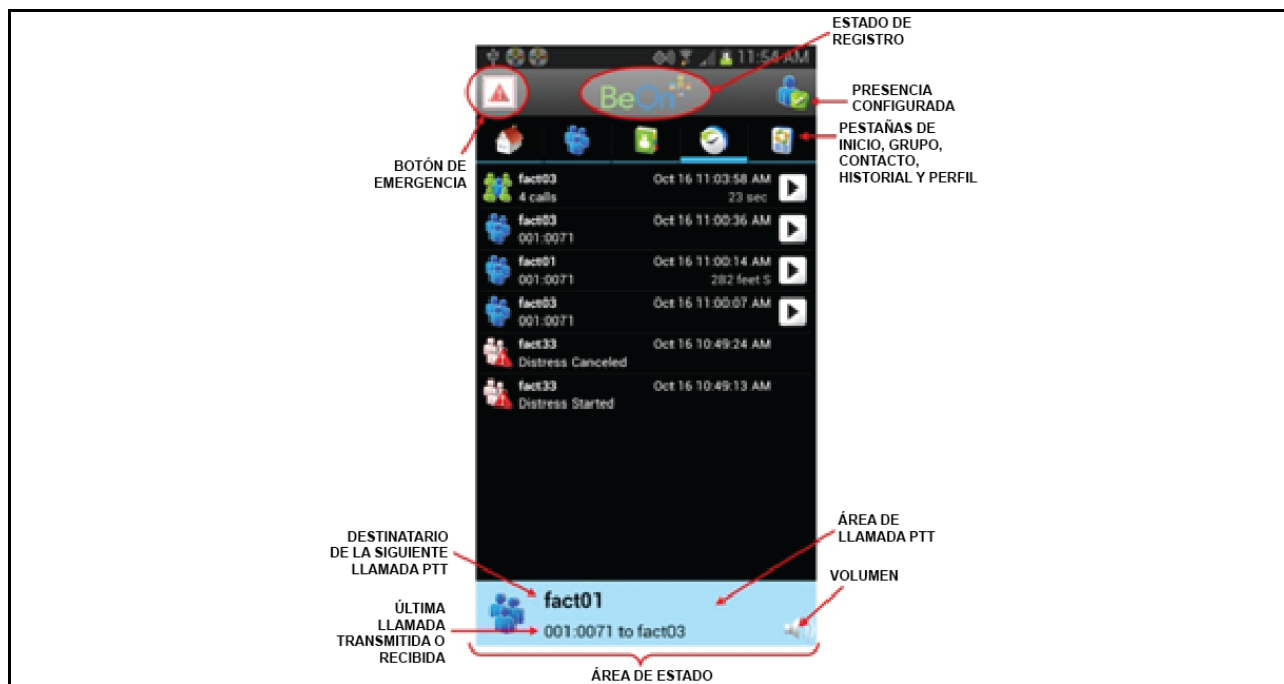 ESTADO DE
REGISTRO
11:54 AM
BeOn
PRESENCIA
CONFIGURADA
PESTAÑAS DE
INICIO, GRUPO,
CONTACTO,
HISTORIAL Y PERFIL
BOTÓN DE
EMERGENCIA
fact03 Oct 16 11:03:58 AM
4 calls 23 sec
fact03 Oct 16 11:00:36 AM
001:0071
fact01 Oct 16 11:00:14 AM
001:0071 282 feet S
fact03 Oct 16 11:00:07 AM
001:0071
fact33 Oct 16 10:49:24 AM
Distress Canceled
fact33 Oct 16 10:49:13 AM
Distress Started
DESTINATARIO
DE LA SIGUIENTE
LLAMADA PTT
ÁREA DE
LLAMADA PTT
VOLUMEN
fact01
ÚLTIMA
LLAMADA
TRANSMITIDA O
RECIBIDA
001:0071 to fact03
ÁREA DE ESTADO